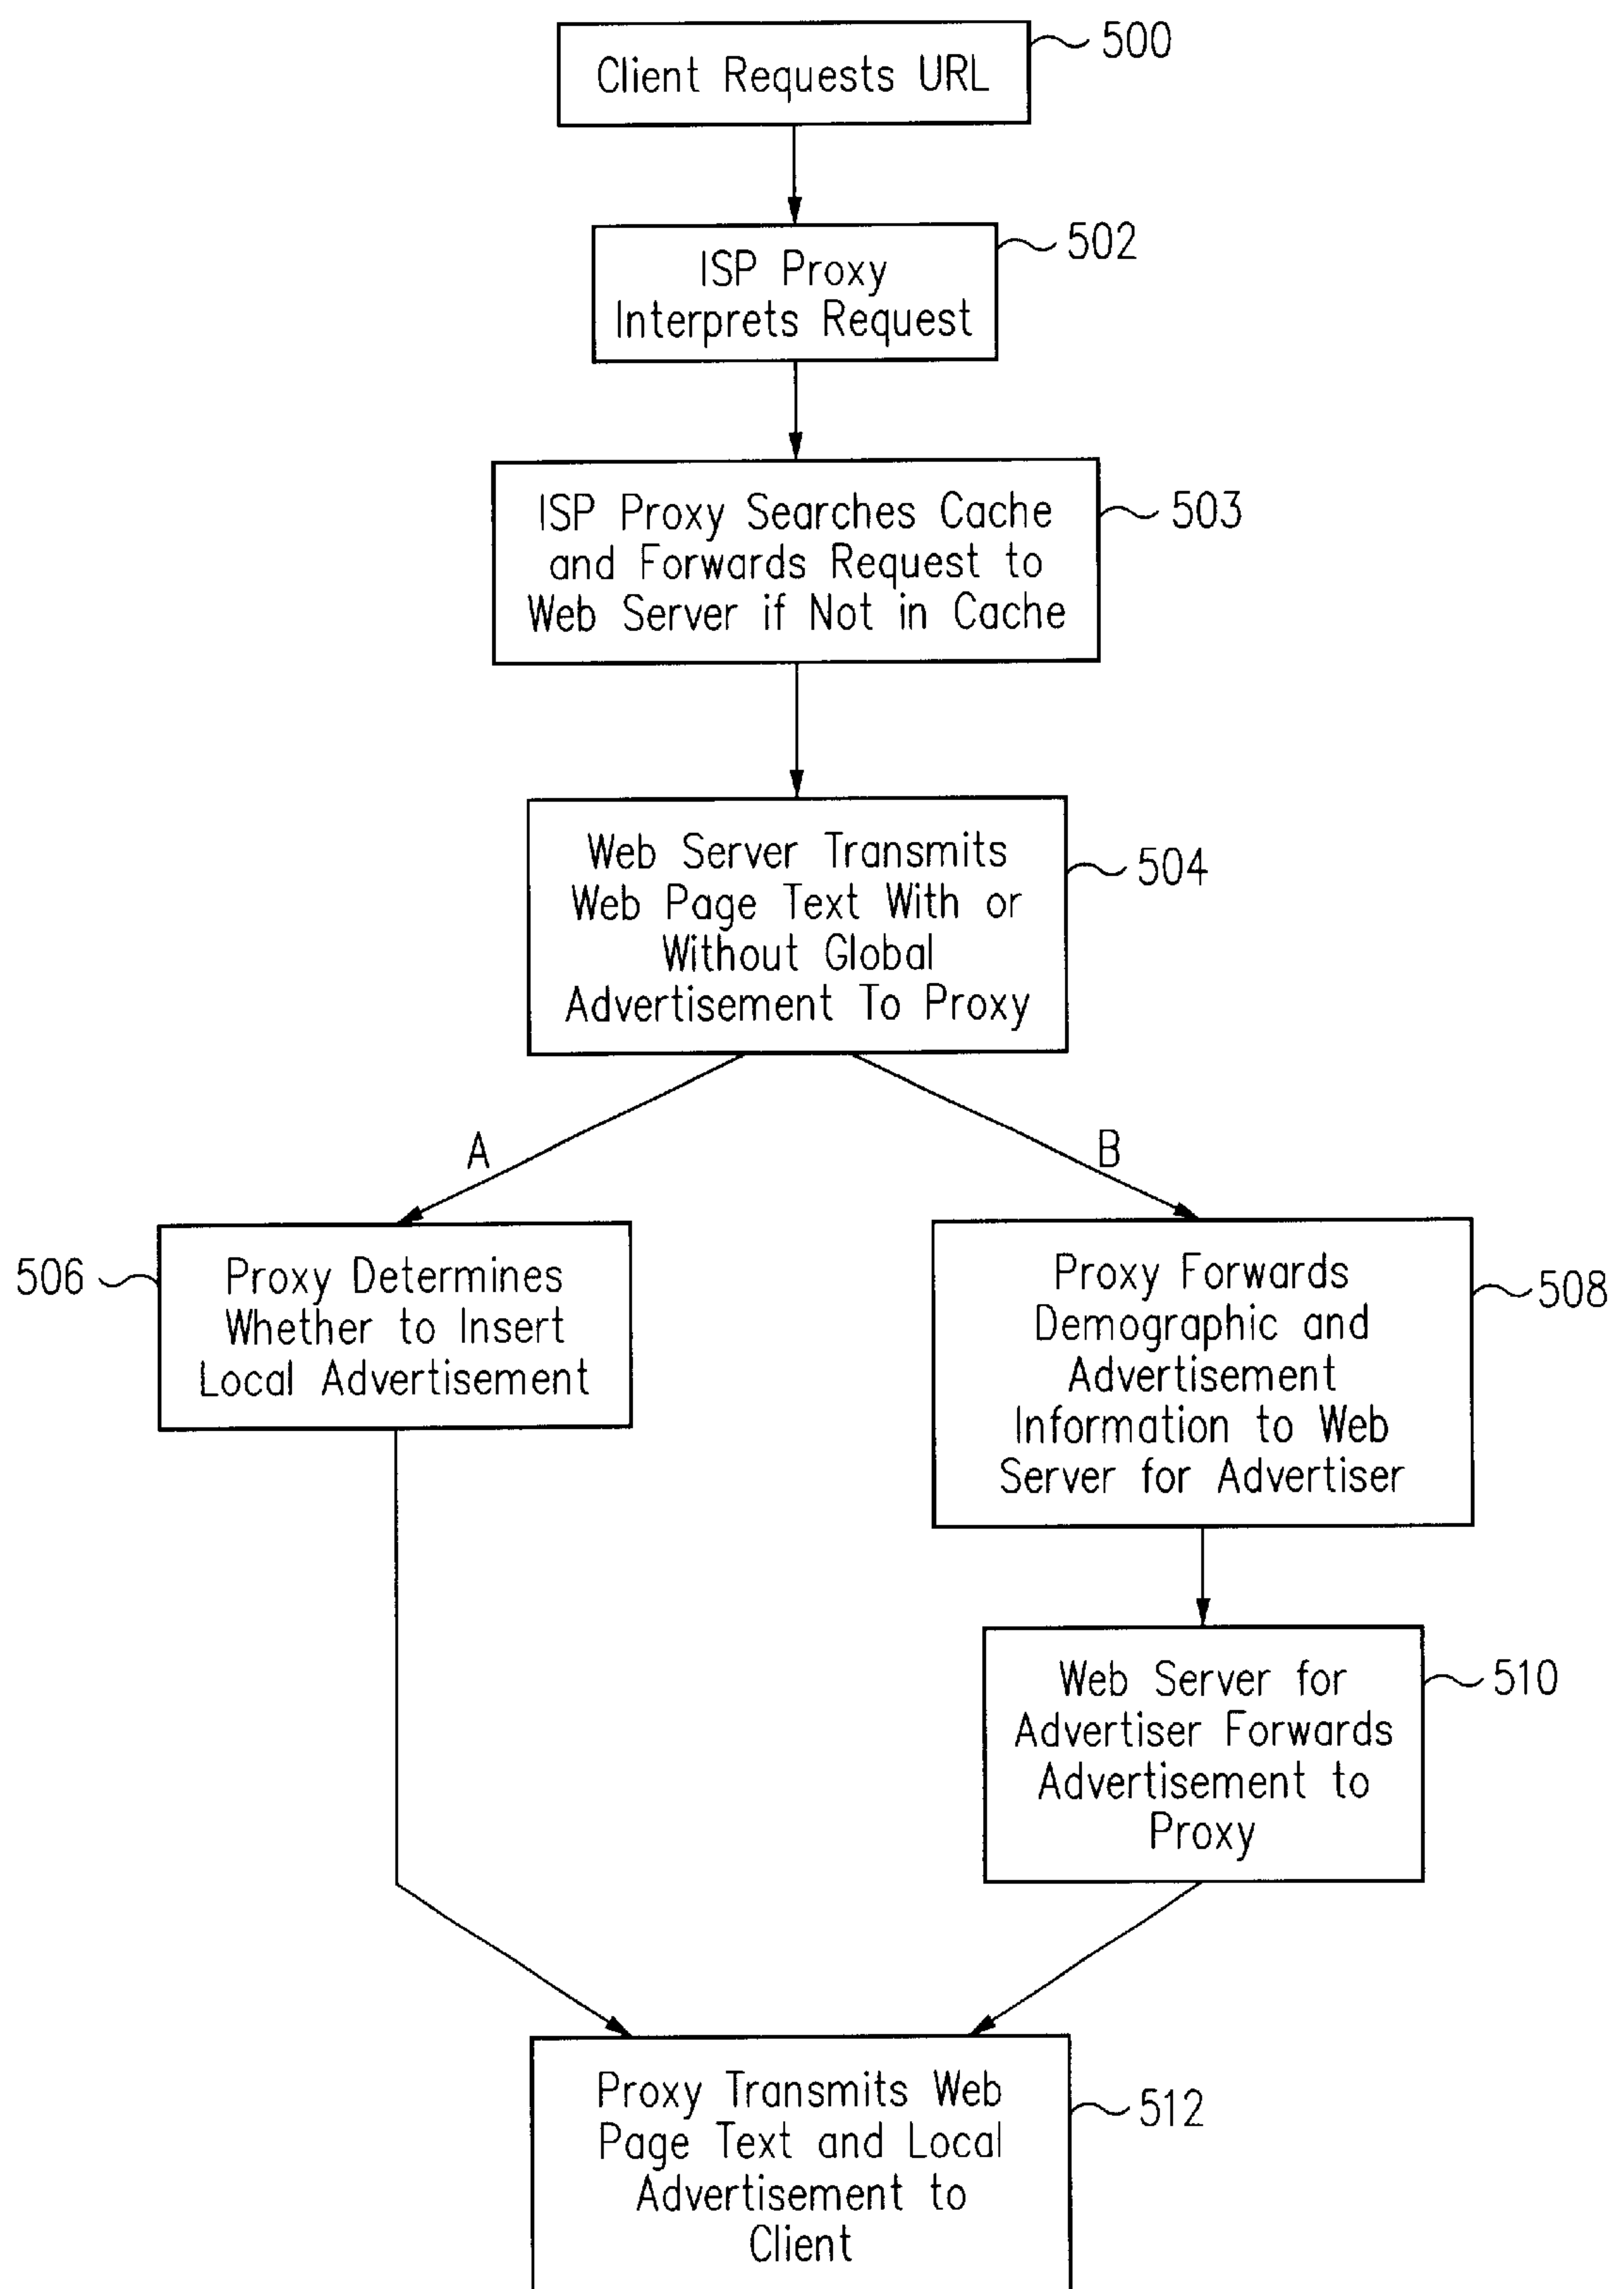 Client Requests URL
500
ISP Proxy
Interprets Request
502
ISP Proxy Searches Cache
and Forwards Request to
Web Server if Not in Cache
503
Web Server Transmits
Web Page Text With or
Without Global
Advertisement To Proxy
504
A
B
506
Proxy Determines
Whether to Insert
Local Advertisement
Proxy Forwards
Demographic and
Advertisement
Information to Web
Server for Advertiser
508
Web Server for
Advertiser Forwards
Advertisement to
Proxy
510
Proxy Transmits Web
Page Text and Local
Advertisement to
Client
512